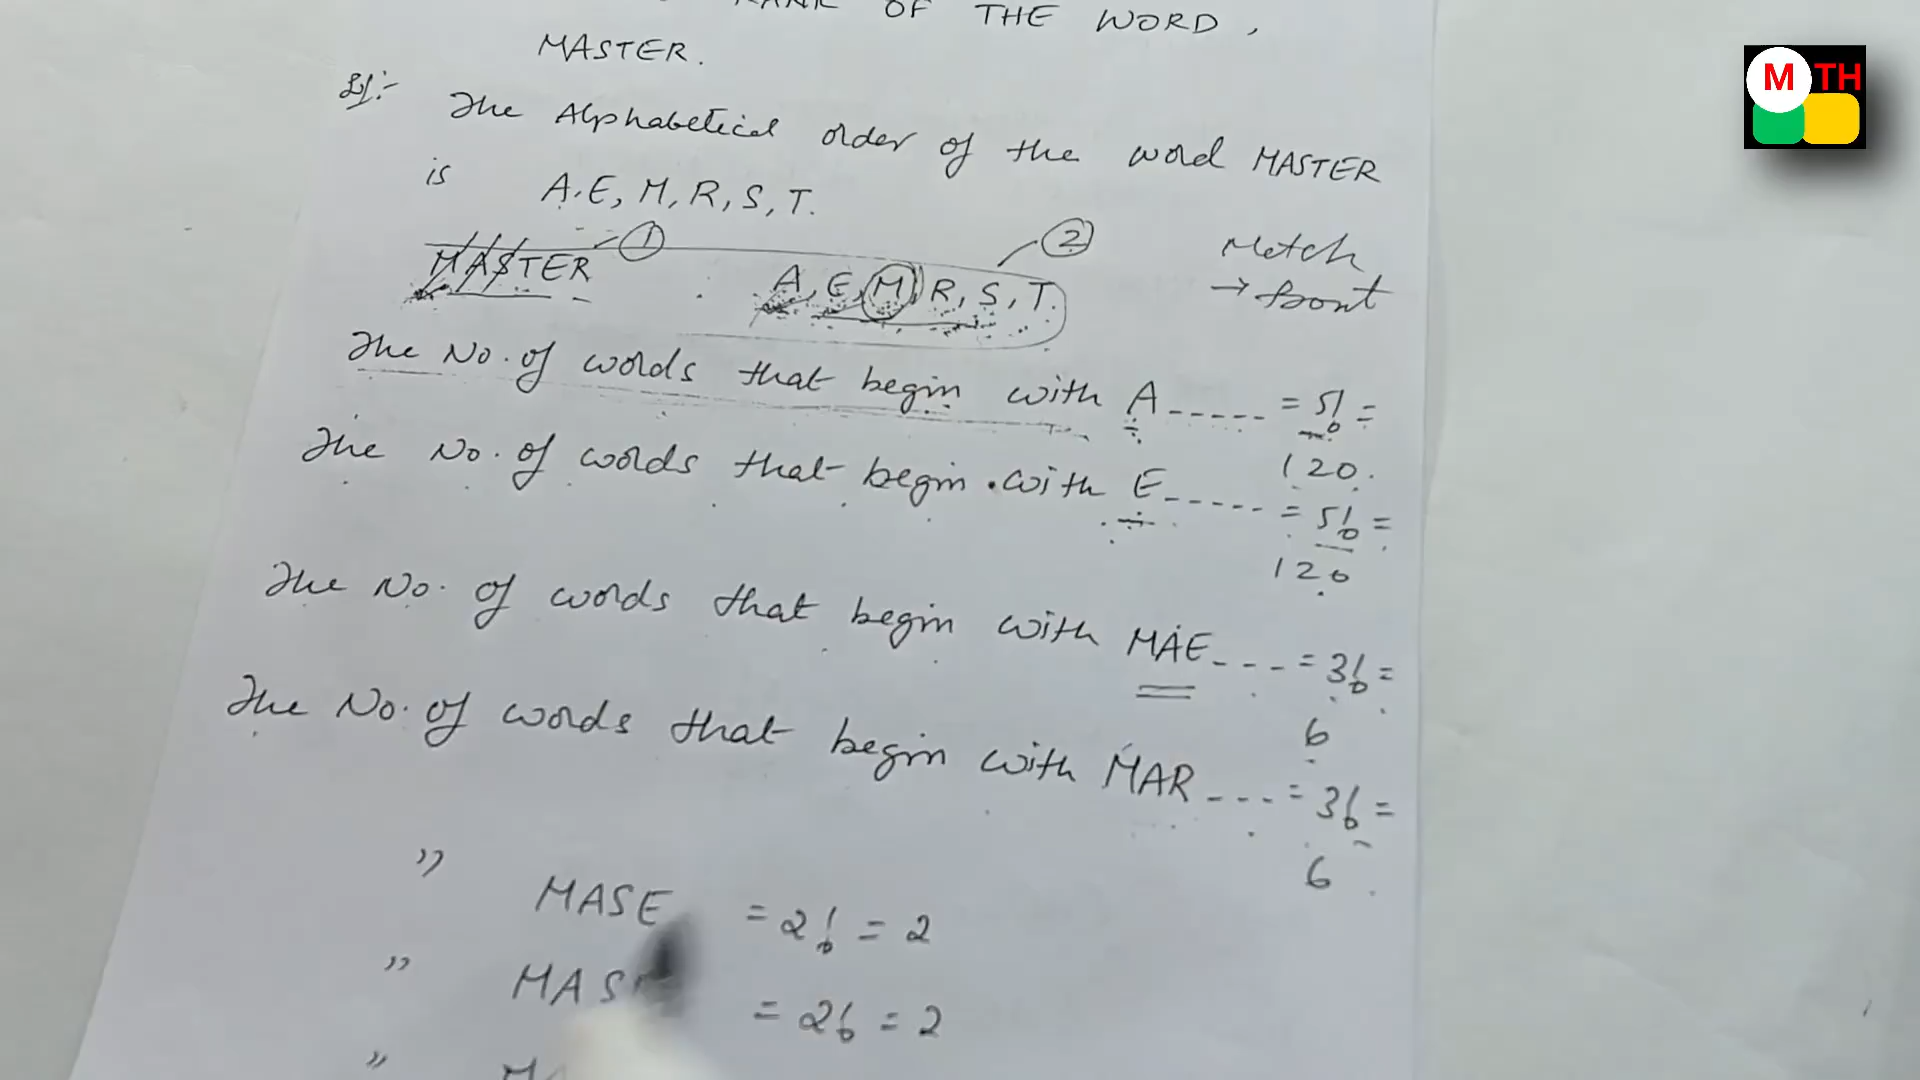 RANK OF THE WORD,
MASTER.
Sol:-
The Alphabetical order of the word MASTER
is A, E, M, R, S, T.
MASTER 1 A, E, M, R, S, T. 2 Match
→ front
The No. of words that begin with A ----- = 5! =
120.
The No. of words that begin with E ----- = 5! =
120
The No. of words that begin with MAE --- = 3! =
6
The No. of words that begin with MAR --- = 3! =
6
" MASE = 2! = 2
" MAS = 2! = 2
" MA
M TH